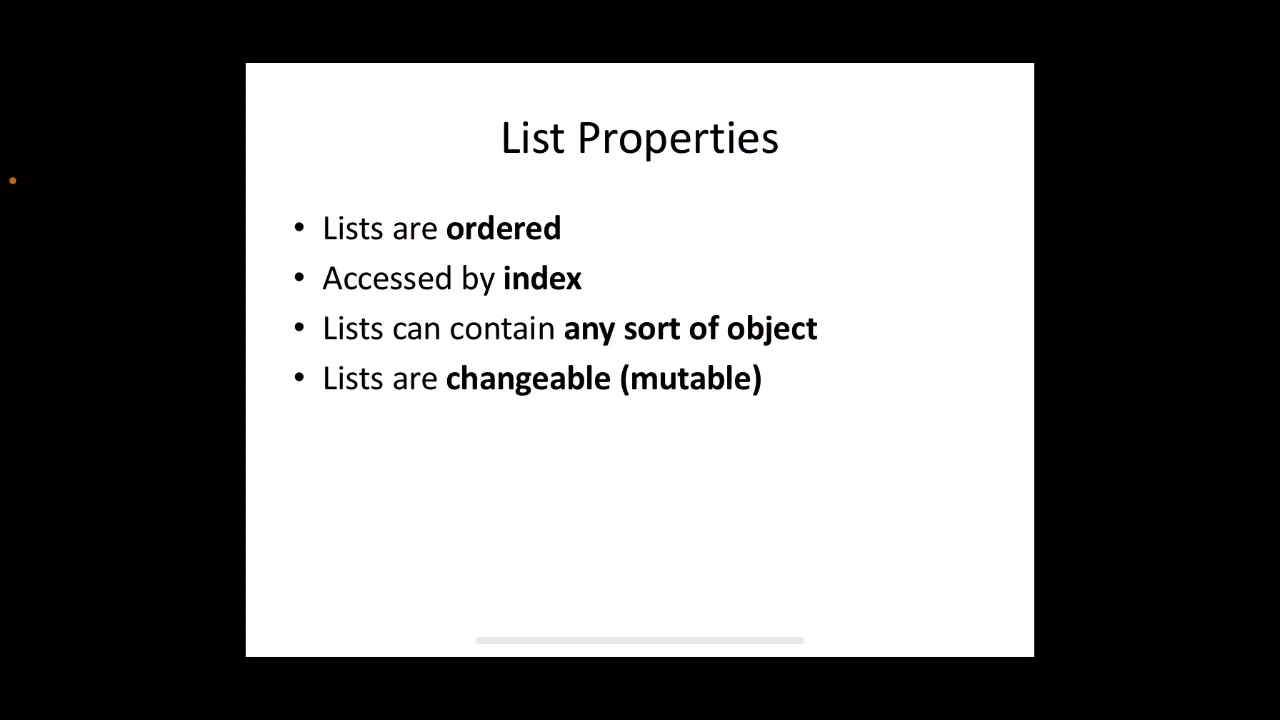 List Properties
• Lists are ordered
• Accessed by index
• Lists can contain any sort of object
• Lists are changeable (mutable)